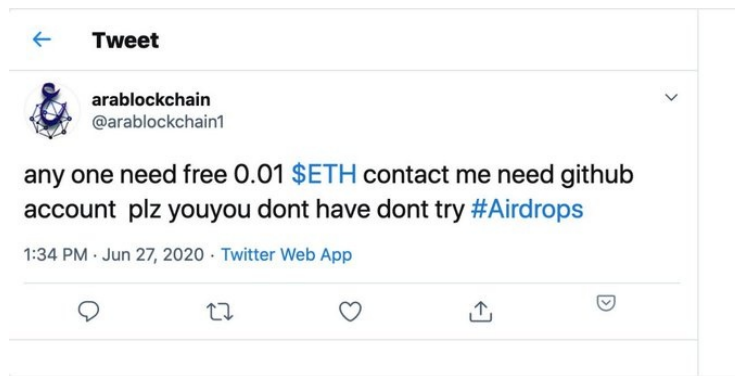 Tweet
arablockchain
@arablockchain1
any one need free 0.01 $ETH contact me need github
account plz youyou dont have dont try #Airdrops
1:34 PM · Jun 27, 2020 · Twitter Web App